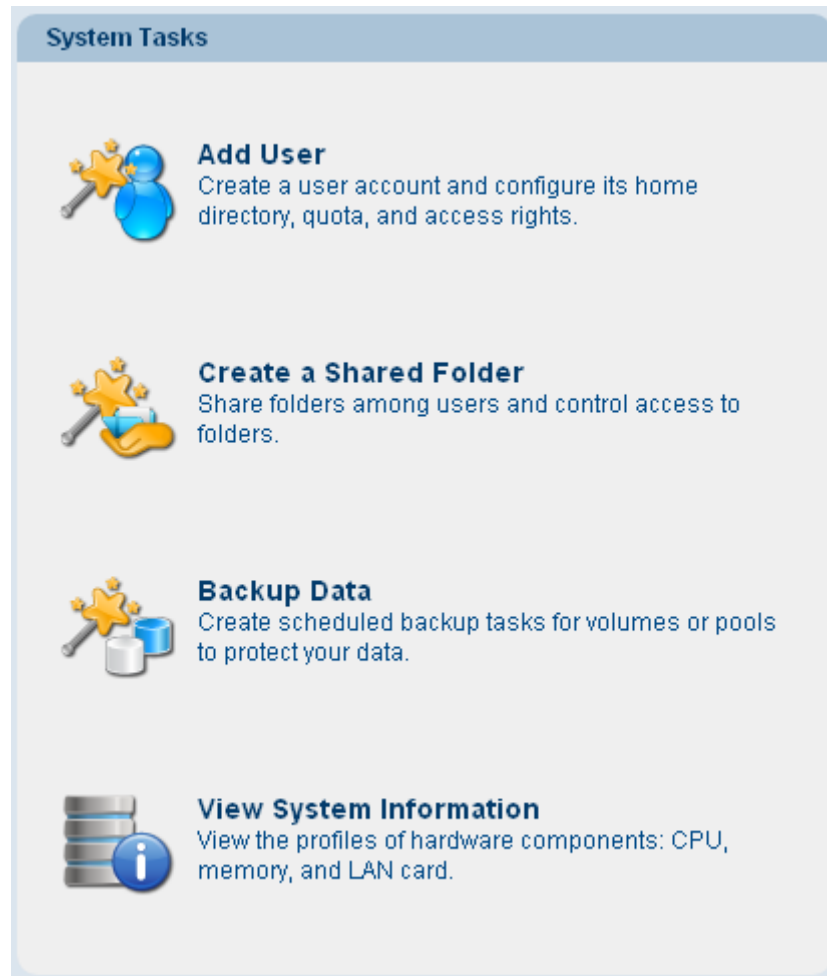 System Tasks
Add User
Create a user account and configure its home
directory, quota, and access rights.
Create a Shared Folder
Share folders among users and control access to
folders.
Backup Data
Create scheduled backup tasks for volumes or pools
to protect your data.
View System Information
View the profiles of hardware components: CPU,
memory, and LAN card.